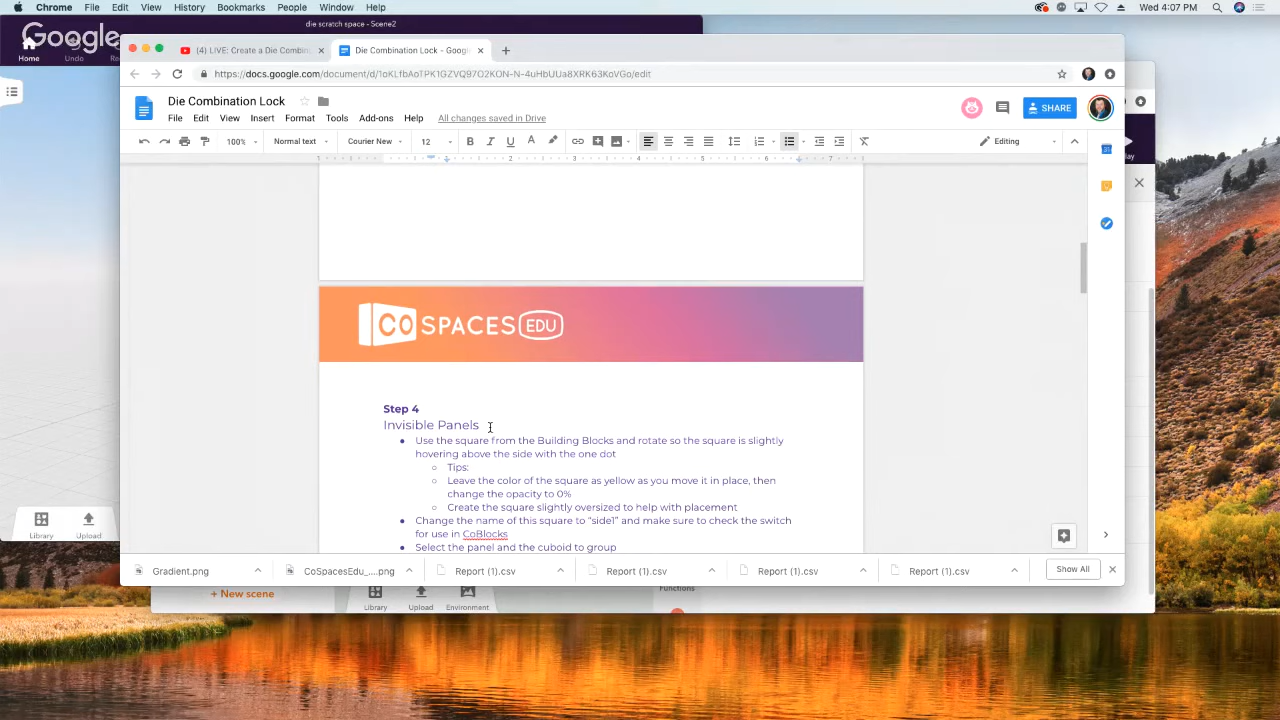 Chrome File Edit View History Bookmarks People Window Help
Wed 4:07 PM
die scratch space - Scene2
Google
Home
Undo
(4) LIVE: Create a Die Combin
Die Combination Lock - Goog
https://docs.google.com/document/d/1oKLfbAoTPK1GZVQ97O2KON-N-4uHbUUa8XRK63KoVGo/edit
Die Combination Lock
SHARE
File Edit View Insert Format Tools Add-ons Help All changes saved in Drive
100% Normal text Courier New 12 Editing
1 1 2 3 4 5 6 7
CO SPACES EDU
Step 4
Invisible Panels
Use the square from the Building Blocks and rotate so the square is slightly
hovering above the side with the one dot
Tips:
Leave the color of the square as yellow as you move it in place, then
change the opacity to 0%
Create the square slightly oversized to help with placement
Change the name of this square to “side1” and make sure to check the switch
for use in CoBlocks
Select the panel and the cuboid to group
Library Upload
Gradient.png CoSpacesEdu_....png Report (1).csv Report (1).csv Report (1).csv Report (1).csv Show All
+ New scene
Library Upload Environment
Functions